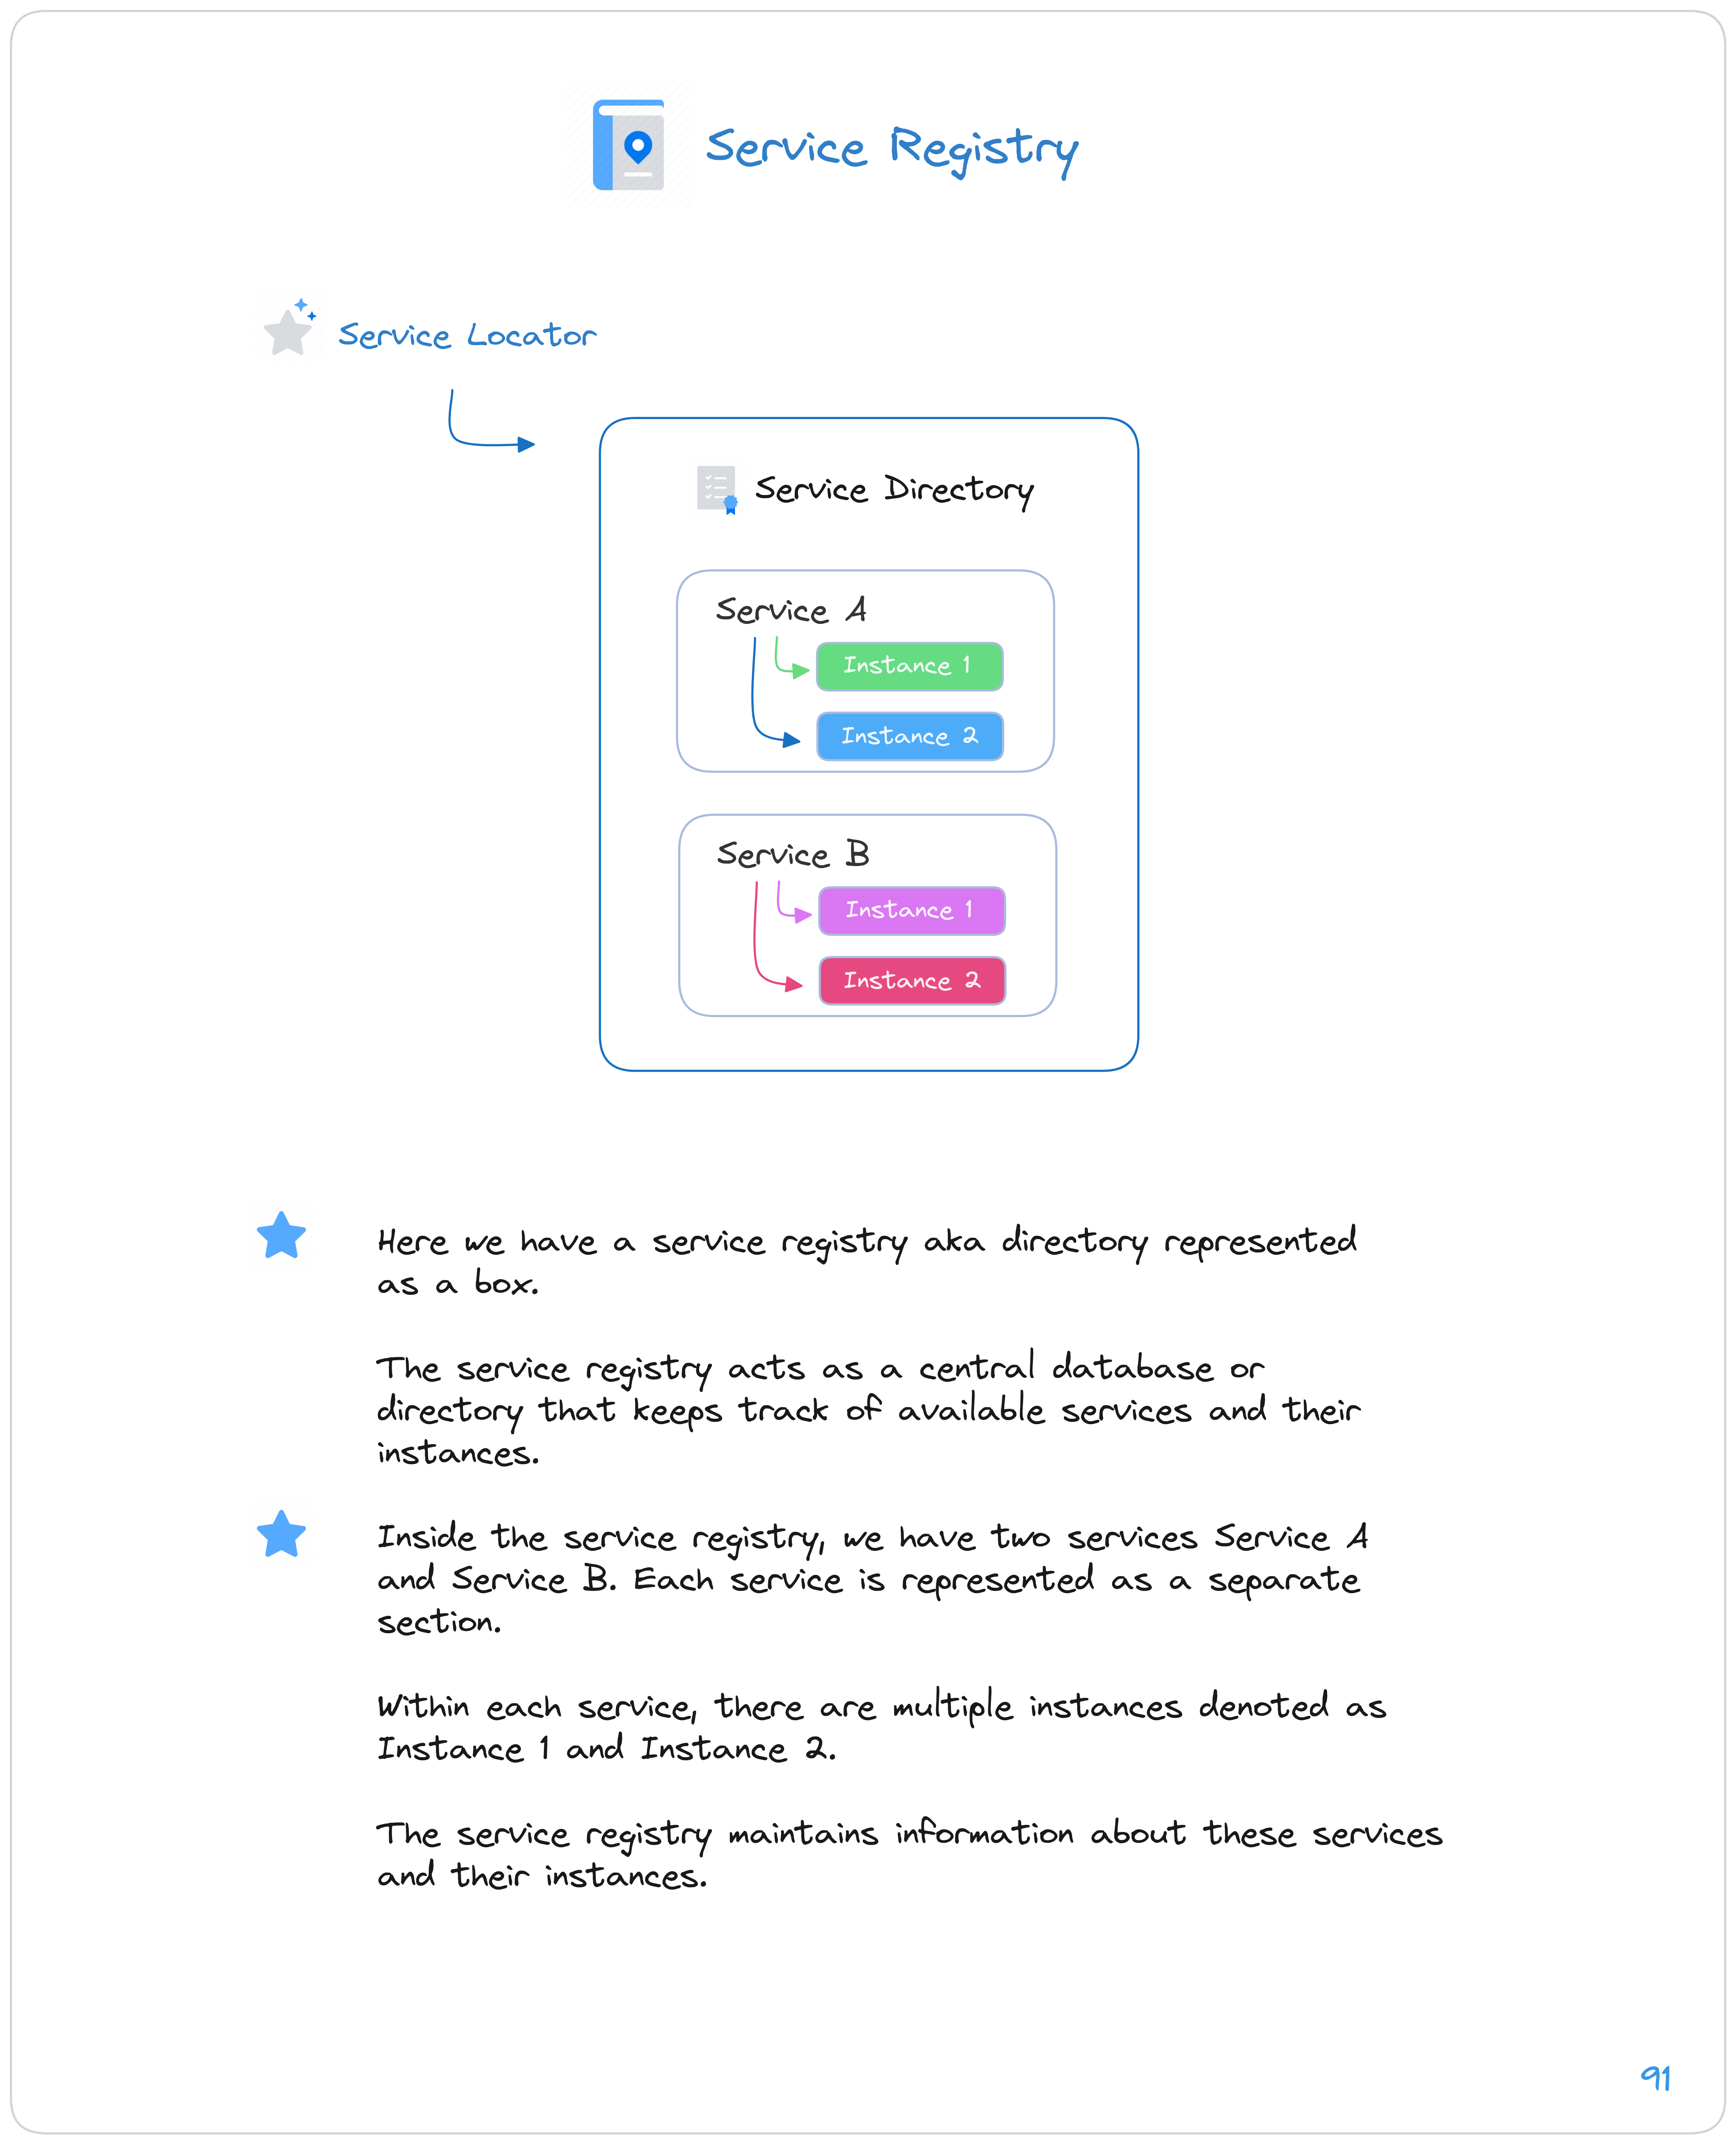 Service Registry
Service Locator
Service Directory
Service A
Instance 1
Instance 2
Service B
Instance 1
Instance 2
Here we have a service registry aka directory represented
as a box.
The service registry acts as a central database or
directory that keeps track of available services and their
instances.
Inside the service registry, we have two services Service A
and Service B. Each service is represented as a separate
section.
Within each service, there are multiple instances denoted as
Instance 1 and Instance 2.
The service registry maintains information about these services
and their instances.
91